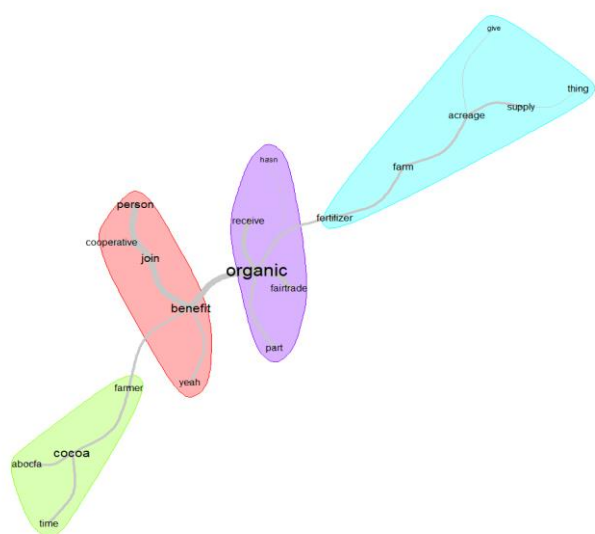 give
thing
supply
acreage
farm
hasn
person
receive
fertilizer
cooperative
join
organic
fairtrade
benefit
part
yeah
farmer
cocoa
abocfa
time